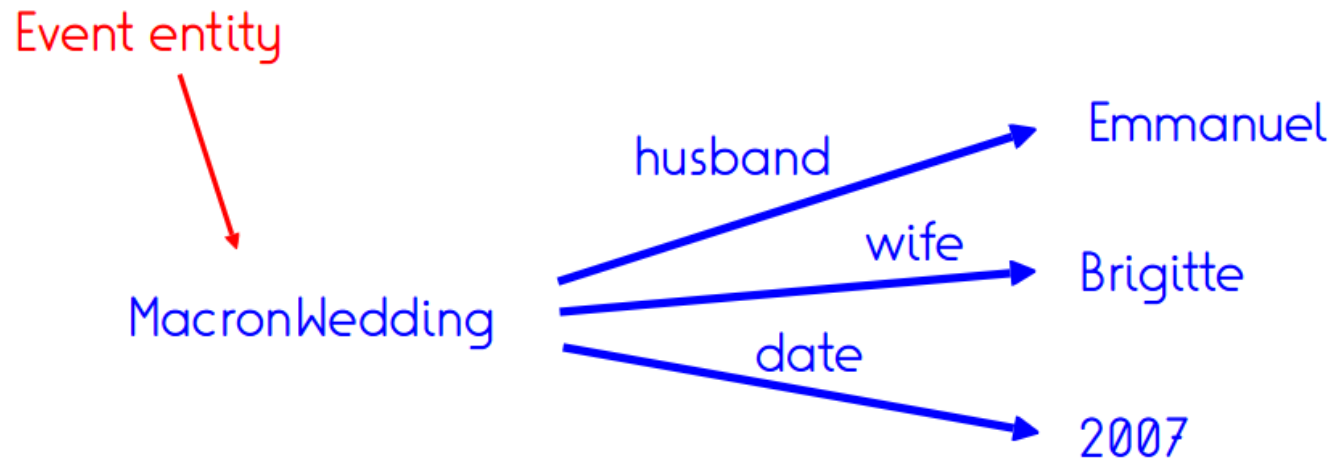 Event entity
Emmanuel
husband
wife
Brigitte
MacronWedding
date
2007